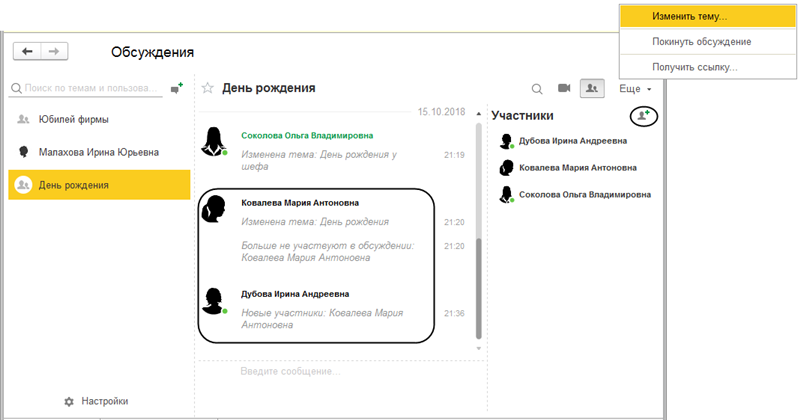 Изменить тему...
Покинуть обсуждение
Получить ссылку...
Обсуждения
Поиск по темам и пользова...
День рождения
Еще
Юбилей фирмы
Малахова Ирина Юрьевна
День рождения
15.10.2018
Соколова Ольга Владимировна
Изменена тема: День рождения у
шефа
21:19
Ковалева Мария Антоновна
Изменена тема: День рождения
21:20
Больше не участвуют в обсуждении:
Ковалева Мария Антоновна
21:20
Дубова Ирина Андреевна
Новые участники: Ковалева Мария
Антоновна
21:36
Введите сообщение...
Участники
Дубова Ирина Андреевна
Ковалева Мария Антоновна
Соколова Ольга Владимировна
Настройки